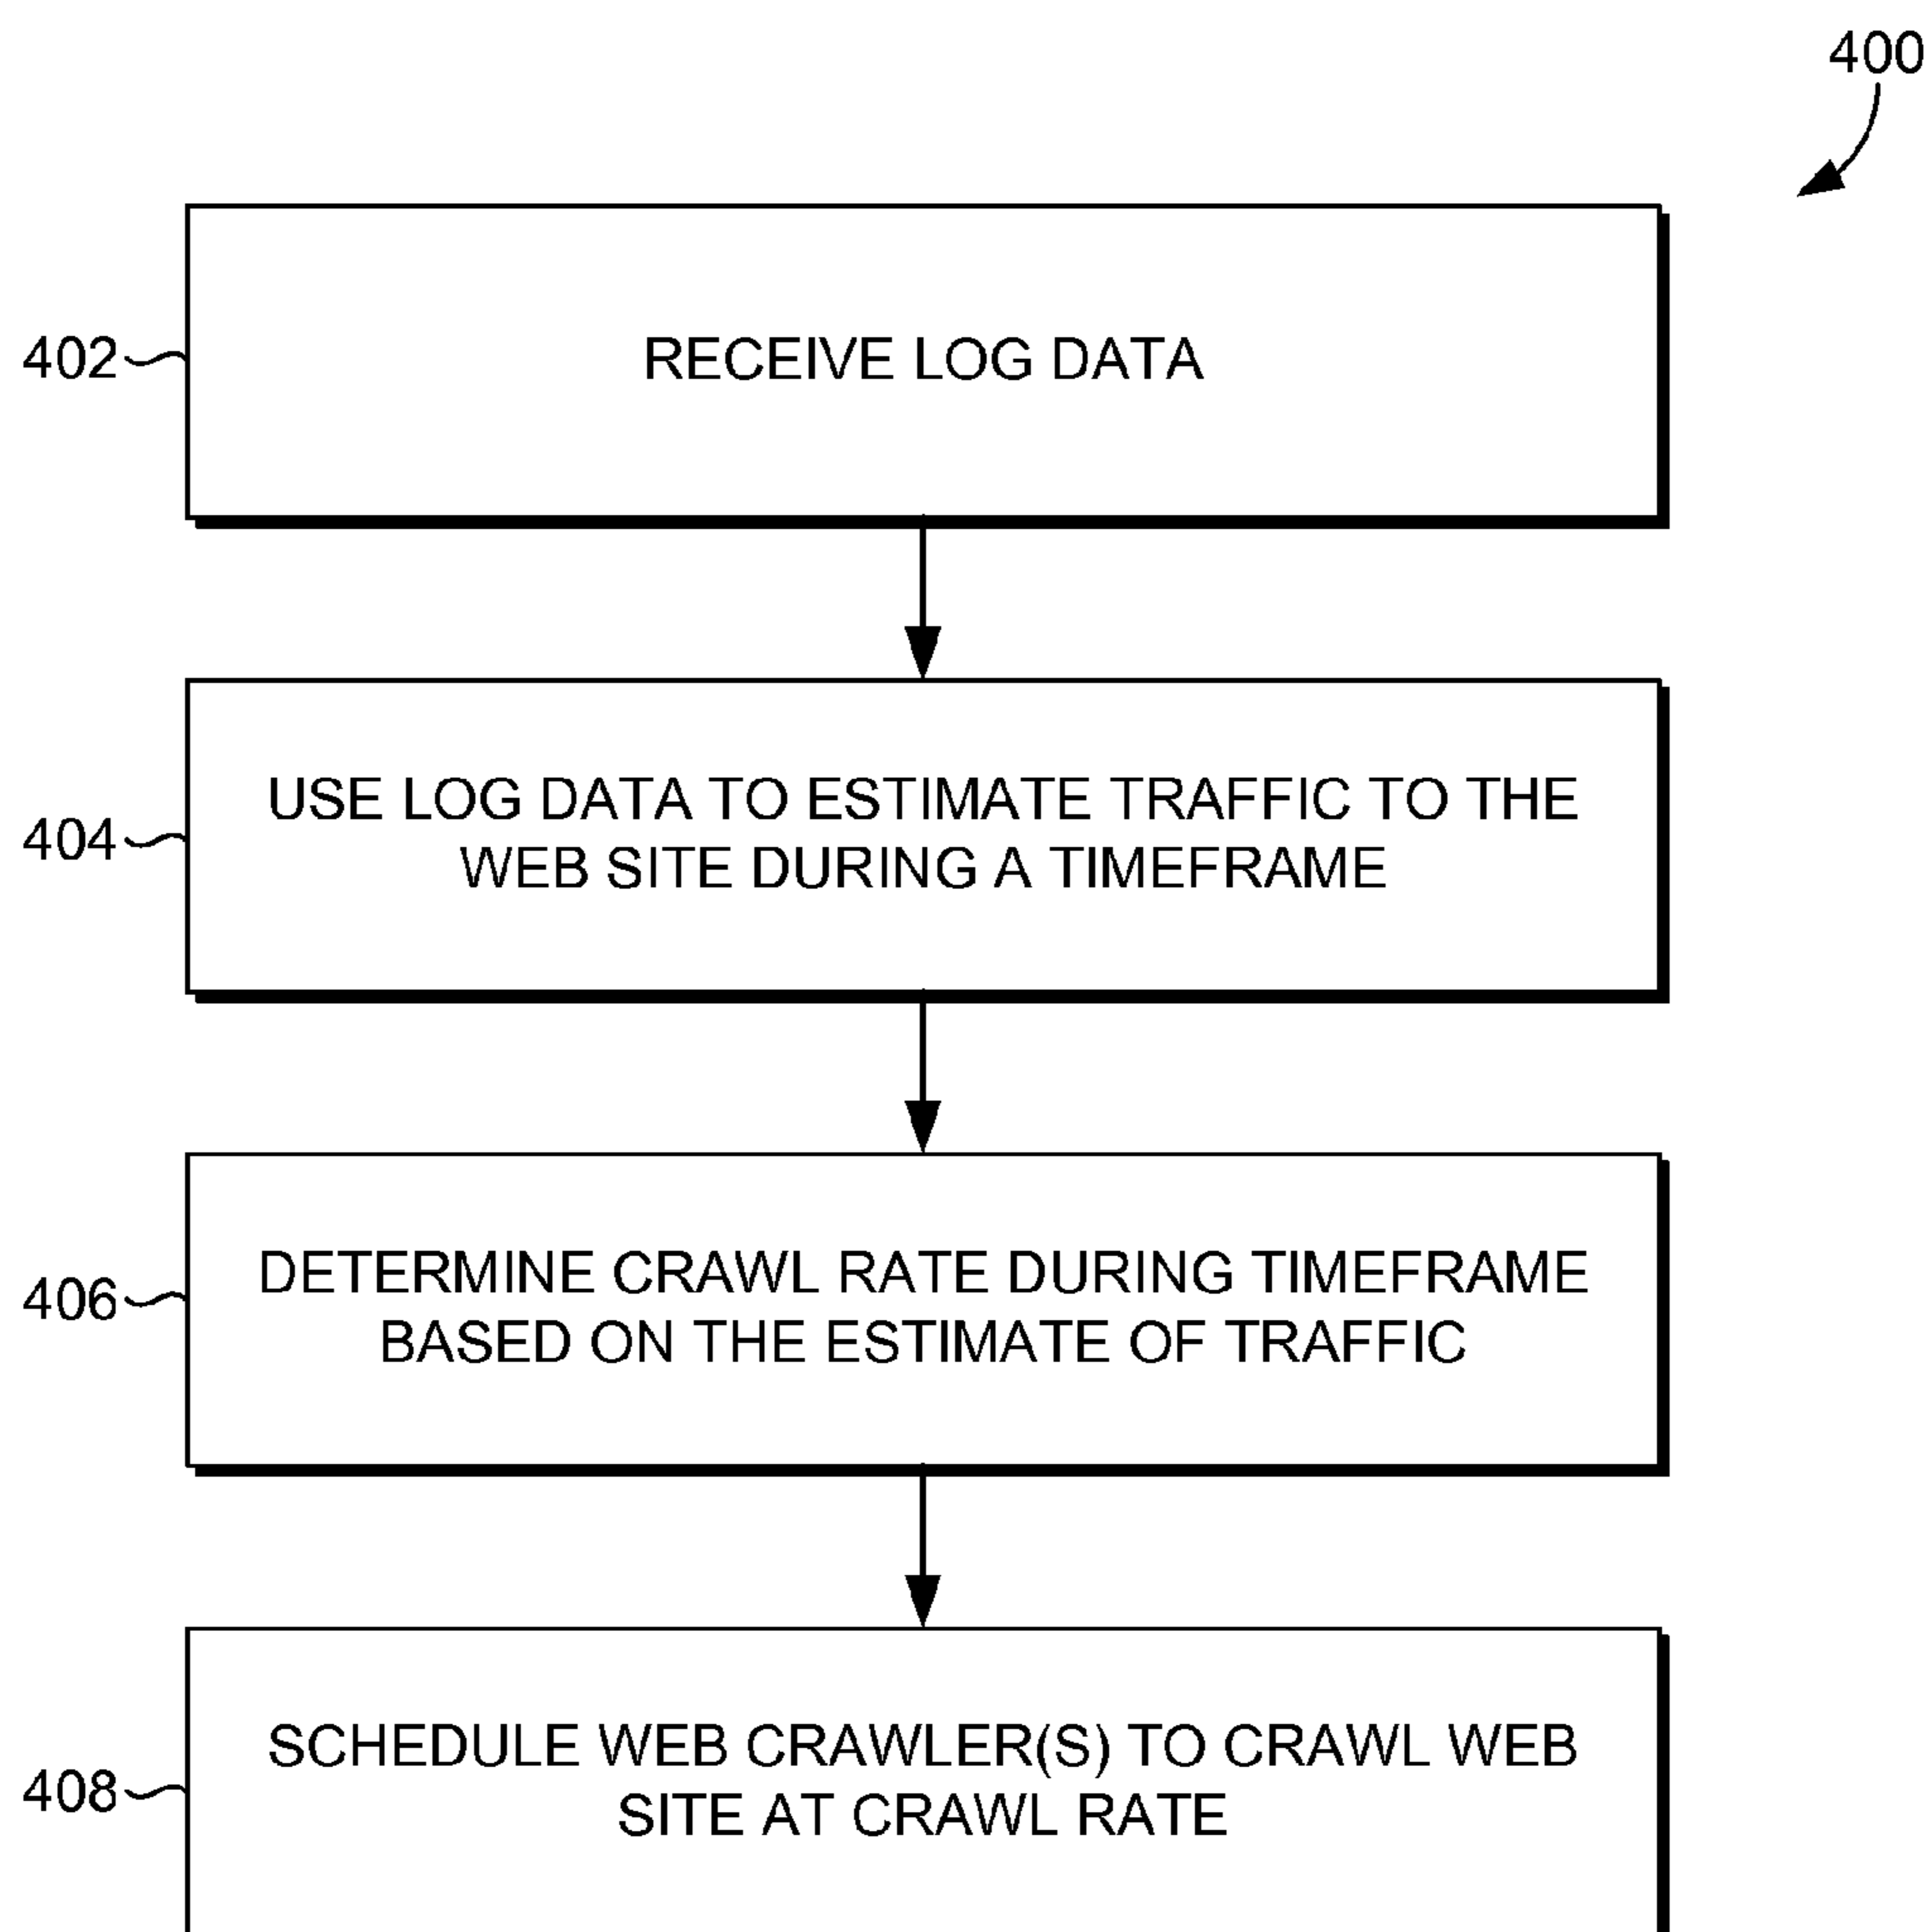 400
402
RECEIVE LOG DATA
404
USE LOG DATA TO ESTIMATE TRAFFIC TO THE
WEB SITE DURING A TIMEFRAME
406
DETERMINE CRAWL RATE DURING TIMEFRAME
BASED ON THE ESTIMATE OF TRAFFIC
408
SCHEDULE WEB CRAWLER(S) TO CRAWL WEB
SITE AT CRAWL RATE